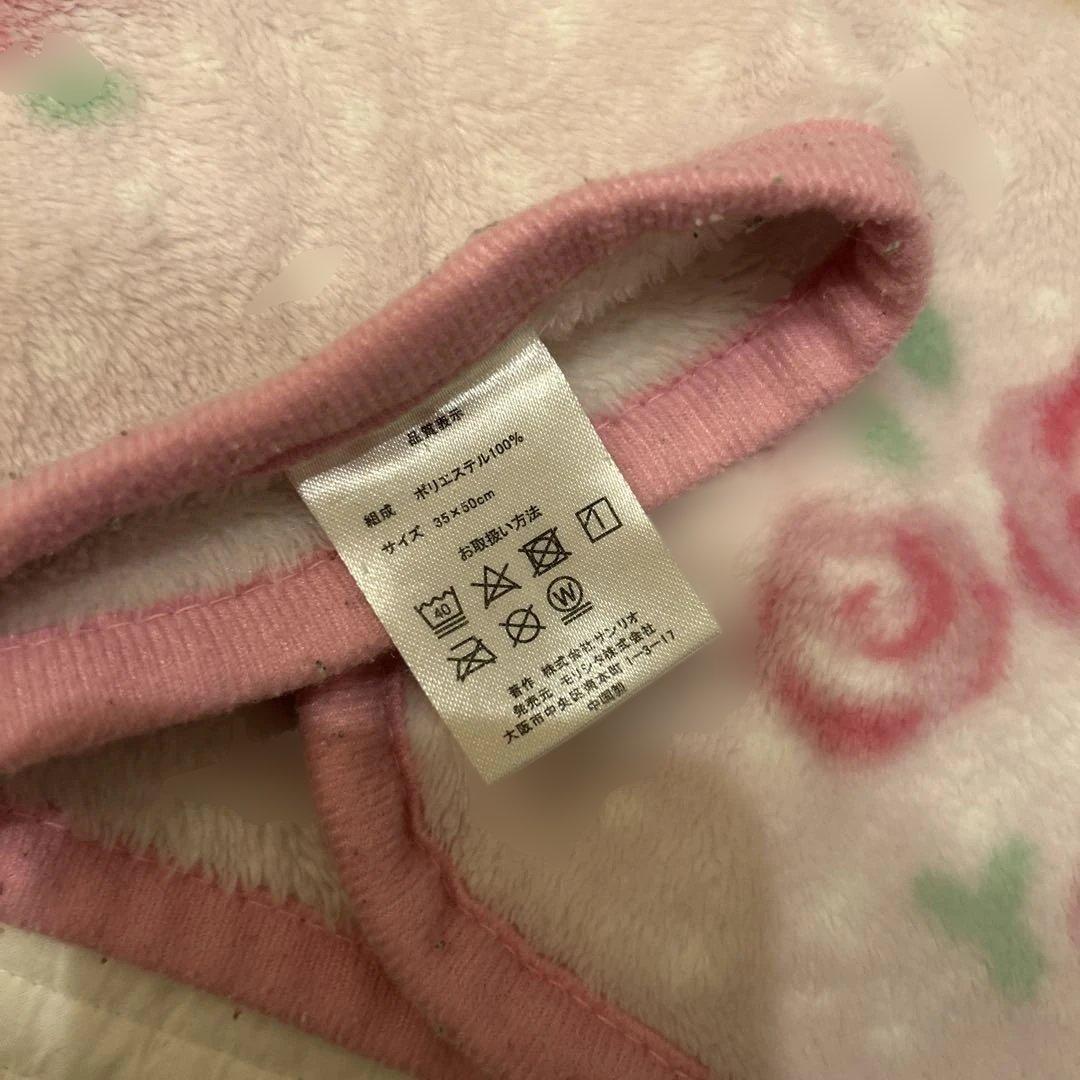 品質表示
組成 ポリエステル100%
サイズ 35×50cm
お取扱い方法
40
W
著作 株式会社サンリオ
発売元 モリシタ株式会社
大阪市中央区南本町1-3-17
中国製